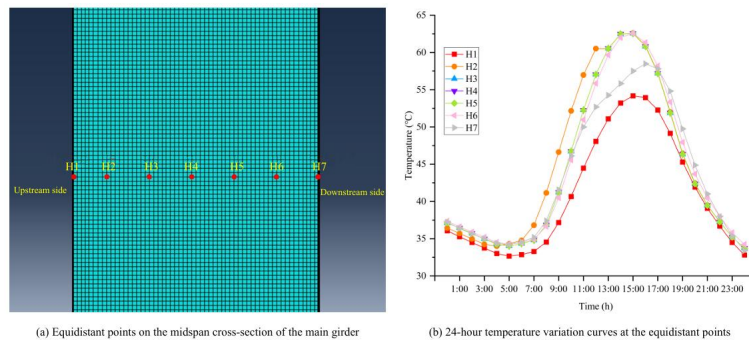 H1 H2 H3 H4 H5 H6 H7
Upstream side
Downstream side
(a) Equidistant points on the midspan cross-section of the main girder
65
60
55
50
45
40
35
30
Temperature (℃)
H1
H2
H3
H4
H5
H6
H7
1:00 3:00 5:00 7:00 9:00 11:00 13:00 15:00 17:00 19:00 21:00 23:00
Time (h)
(b) 24-hour temperature variation curves at the equidistant points